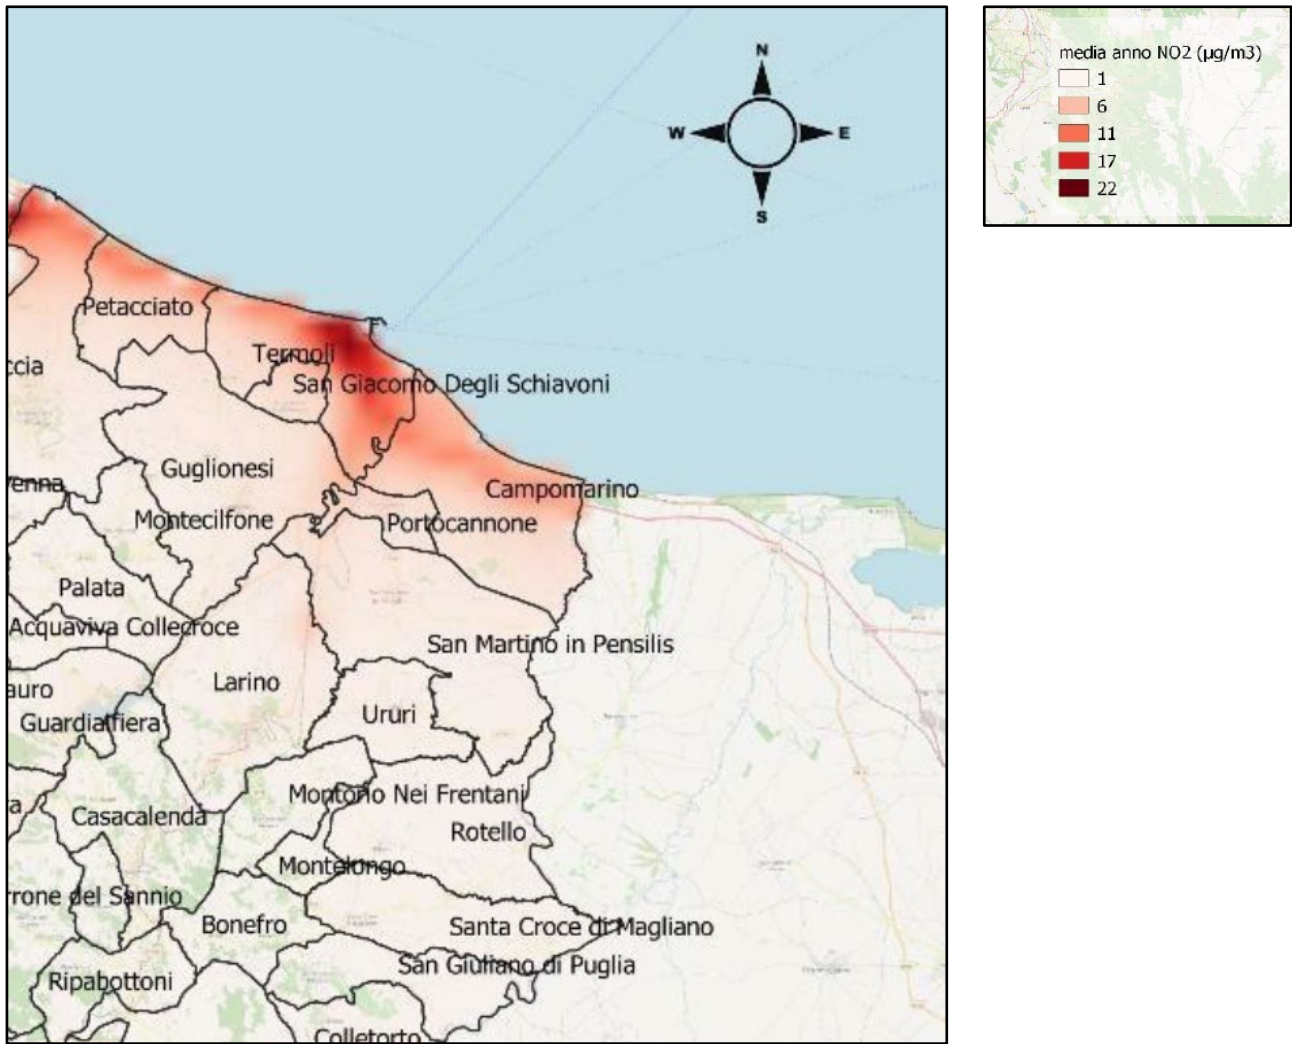 N
W
E
S
media anno NO2 (µg/m3)
1
6
11
17
22
Petacciato
Termoli
ccia
San Giacomo Degli Schiavoni
Guglionesi
venna
Campomarino
Montecilfone
Portocannone
Palata
Acquaviva Collecroce
San Martino in Pensilis
auro
Larino
Guardialfiera
Ururi
Montorio Nei Frentani
a
Casacalenda
Rotello
Montelongo
rrone del Sannio
Bonefro
Santa Croce di Magliano
San Giuliano di Puglia
Ripabottoni
Colletorto